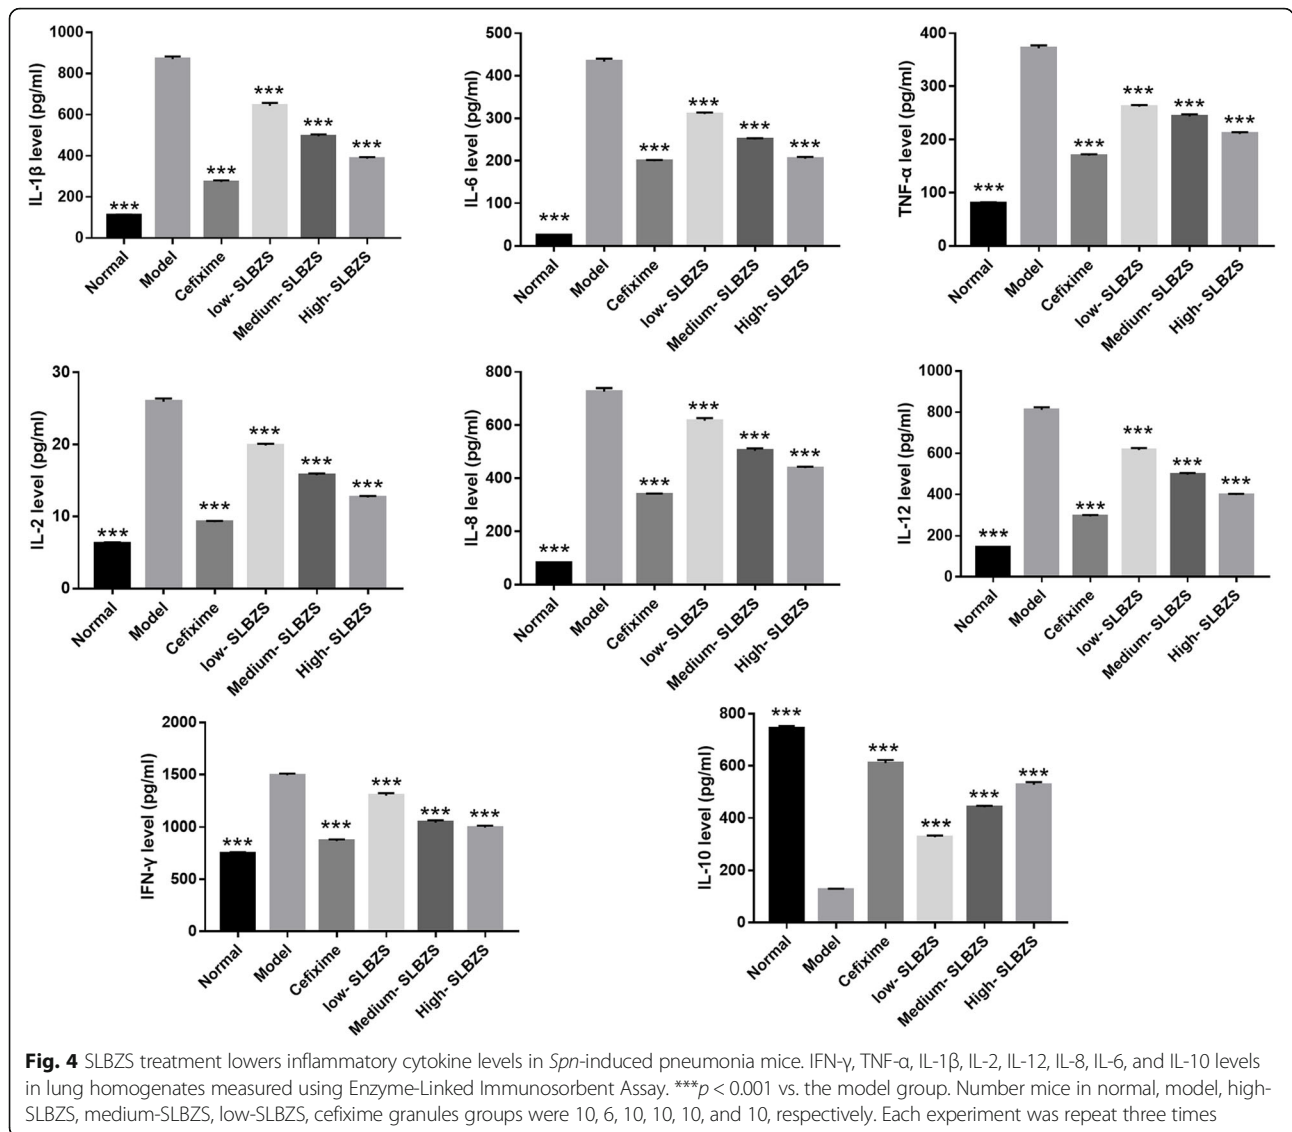 IL-1β level (pg/ml)
1000
800
600
400
200
0
***
***
***
***
***
Normal
Model
Cefixime
low- SLBZS
Medium- SLBZS
High- SLBZS
IL-6 level (pg/ml)
500
400
300
200
100
0
***
***
***
***
***
Normal
Model
Cefixime
low- SLBZS
Medium- SLBZS
High- SLBZS
TNF-α level (pg/ml)
400
300
200
100
0
***
***
***
***
***
Normal
Model
Cefixime
low- SLBZS
Medium- SLBZS
High- SLBZS
IL-2 level (pg/ml)
30
20
10
0
***
***
***
***
***
Normal
Model
Cefixime
low- SLBZS
Medium- SLBZS
High- SLBZS
IL-8 level (pg/ml)
800
600
400
200
0
***
***
***
***
***
Normal
Model
Cefixime
low- SLBZS
Medium- SLBZS
High- SLBZS
IL-12 level (pg/ml)
1000
800
600
400
200
0
***
***
***
***
***
Normal
Model
Cefixime
low- SLBZS
Medium- SLBZS
High- SLBZS
IFN-γ level (pg/ml)
2000
1500
1000
500
0
***
***
***
***
***
Normal
Model
Cefixime
low- SLBZS
Medium- SLBZS
High- SLBZS
IL-10 level (pg/ml)
800
600
400
200
0
***
***
***
***
***
Normal
Model
Cefixime
low- SLBZS
Medium- SLBZS
High- SLBZS
Fig. 4 SLBZS treatment lowers inflammatory cytokine levels in Spn-induced pneumonia mice. IFN-γ, TNF-α, IL-1β, IL-2, IL-12, IL-8, IL-6, and IL-10 levels
in lung homogenates measured using Enzyme-Linked Immunosorbent Assay. ***p < 0.001 vs. the model group. Number mice in normal, model, high-
SLBZS, medium-SLBZS, low-SLBZS, cefixime granules groups were 10, 6, 10, 10, 10, and 10, respectively. Each experiment was repeat three times